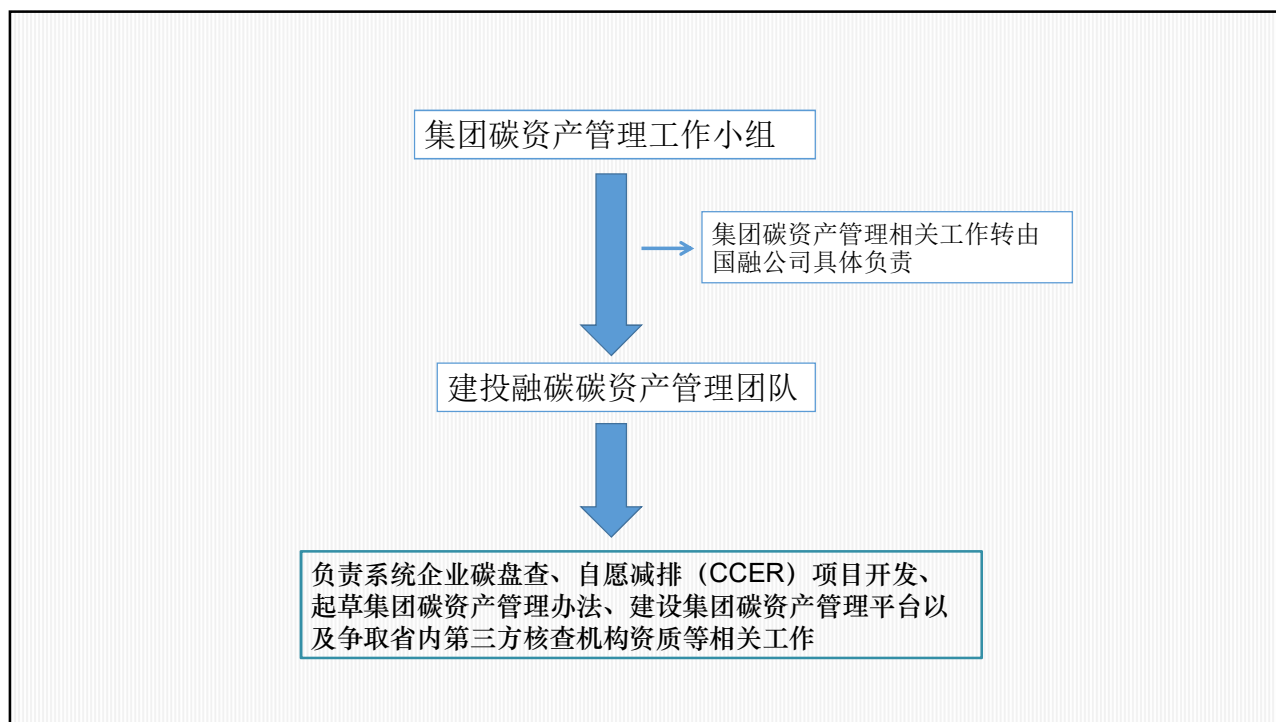 集团碳资产管理工作小组
集团碳资产管理相关工作转由
国融公司具体负责
建投融碳碳资产管理团队
负责系统企业碳盘查、自愿减排（CCER）项目开发、
起草集团碳资产管理办法、建设集团碳资产管理平台以
及争取省内第三方核查机构资质等相关工作